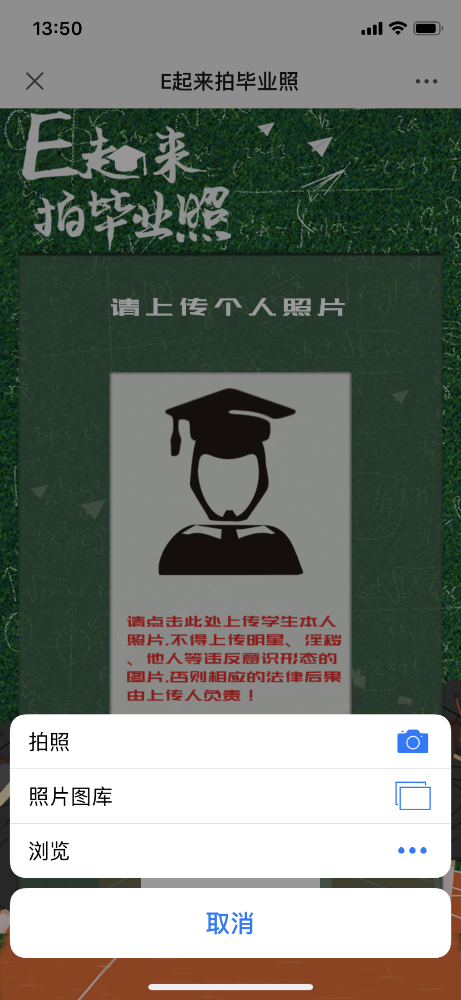 13:50
E起来拍毕业照
E起来
拍毕业照
请上传个人照片
请点击此处上传学生本人
照片,不得上传明星、淫秽
、他人等违反意识形态的
图片,否则相应的法律后果
由上传人负责！
拍照
照片图库
浏览
取消